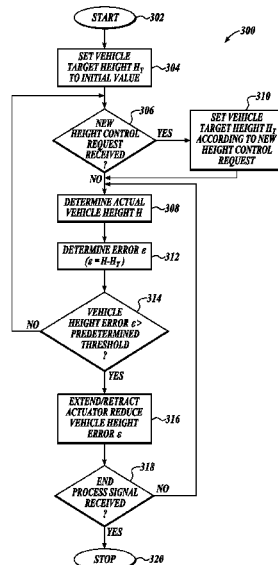 START
302
300
SET VEHICLE
TARGET HEIGHT H_T
TO INITIAL VALUE
304
306
NEW
HEIGHT CONTROL
REQUEST
RECEIVED
?
YES
310
SET VEHICLE
TARGET HEIGHT H_T
ACCORDING TO NEW
HEIGHT CONTROL
REQUEST
NO
DETERMINE ACTUAL
VEHICLE HEIGHT H
308
DETERMINE ERROR ε
(ε = H-H_T)
312
314
VEHICLE
HEIGHT ERROR ε>
PREDETERMINED
THRESHOLD
?
NO
YES
EXTEND/RETRACT
ACTUATOR REDUCE
VEHICLE HEIGHT
ERROR ε
316
318
END
PROCESS SIGNAL
RECEIVED
?
NO
YES
STOP
320